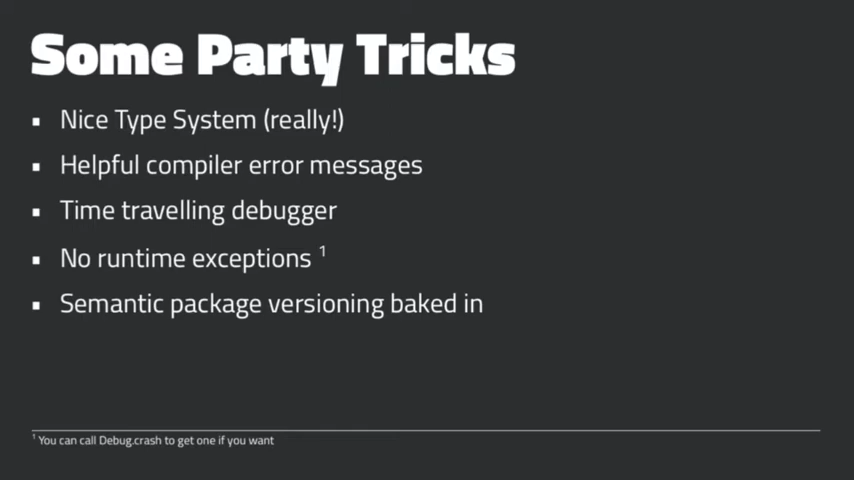 Some Party Tricks
▪ Nice Type System (really!)
▪ Helpful compiler error messages
▪ Time travelling debugger
▪ No runtime exceptions ¹
▪ Semantic package versioning baked in
¹ You can call Debug.crash to get one if you want